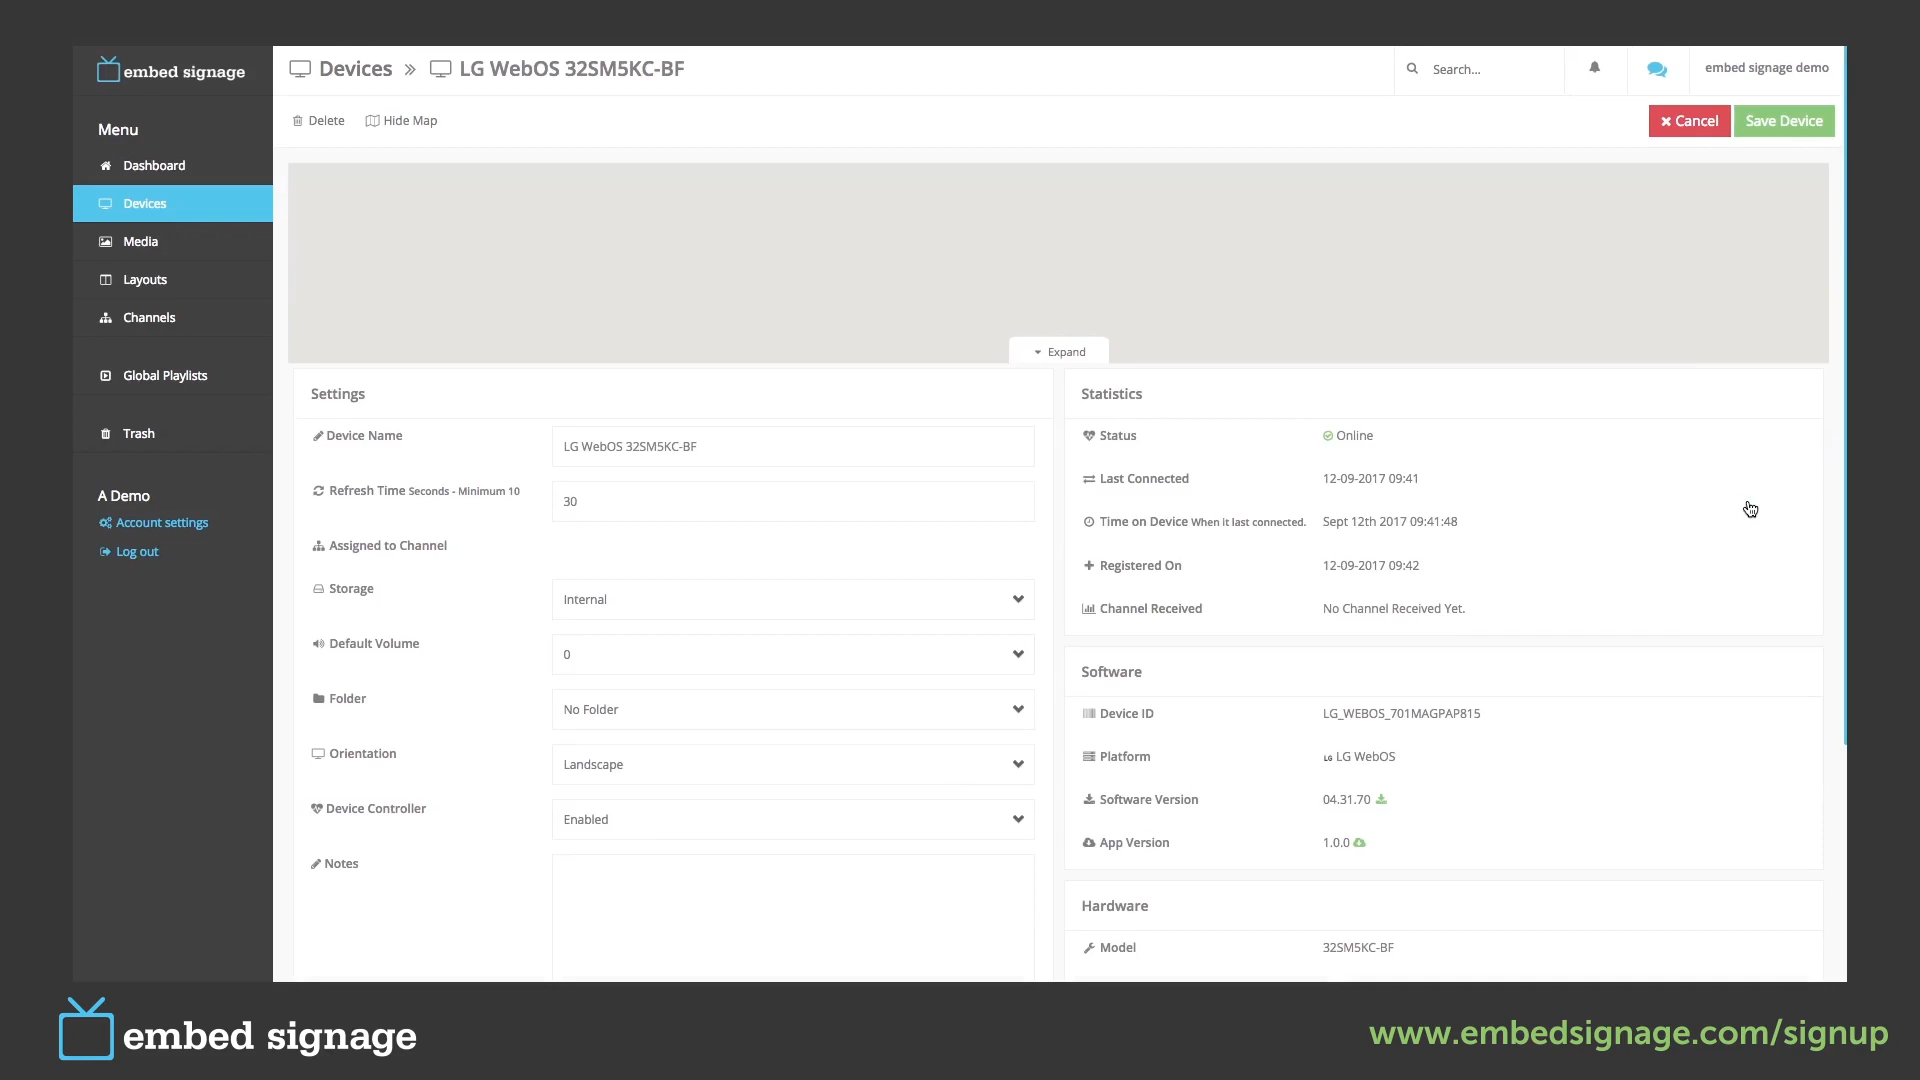 embed signage
Devices » LG WebOS 32SM5KC-BF
Search...
embed signage demo
Menu
Dashboard
Devices
Media
Layouts
Channels
Global Playlists
Trash
A Demo
Account settings
Log out
Delete
Hide Map
Cancel
Save Device
Expand
Settings
Device Name
LG WebOS 32SM5KC-BF
Refresh Time Seconds - Minimum 10
30
Assigned to Channel
Storage
Internal
Default Volume
0
Folder
No Folder
Orientation
Landscape
Device Controller
Enabled
Notes
Statistics
Status Online
Last Connected 12-09-2017 09:41
Time on Device When it last connected. Sept 12th 2017 09:41:48
Registered On 12-09-2017 09:42
Channel Received No Channel Received Yet.
Software
Device ID LG_WEBOS_701MAGPAP815
Platform LG LG WebOS
Software Version 04.31.70
App Version 1.0.0
Hardware
Model 32SM5KC-BF
embed signage
www.embedsignage.com/signup